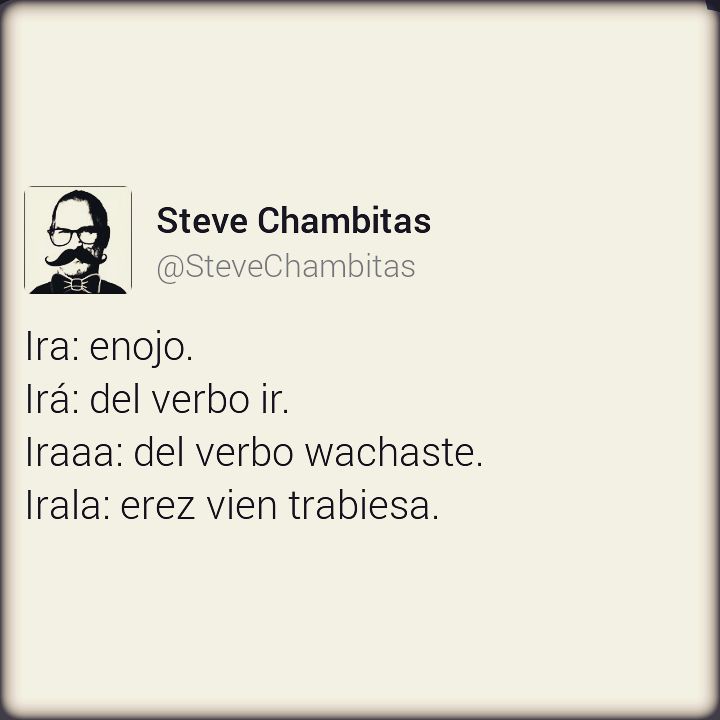 Steve Chambitas
@SteveChambitas
Ira: enojo.
Irá: del verbo ir.
Iraaa: del verbo wachaste.
Irala: erez vien trabiesa.